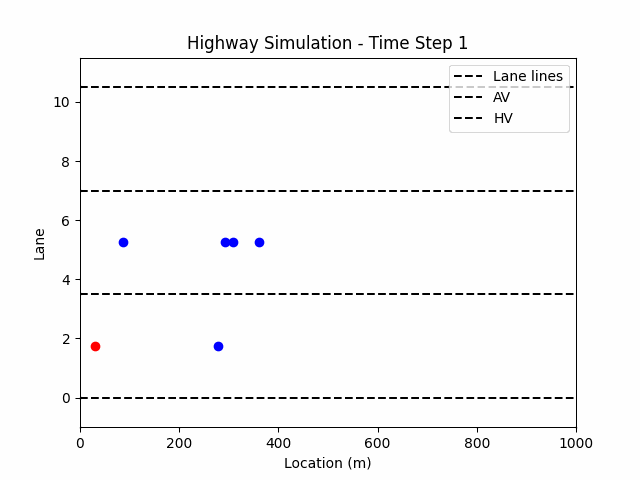 Highway Simulation - Time Step 1
Lane lines
AV
HV
10
8
6
4
2
0
Lane
0 200 400 600 800 1000
Location (m)